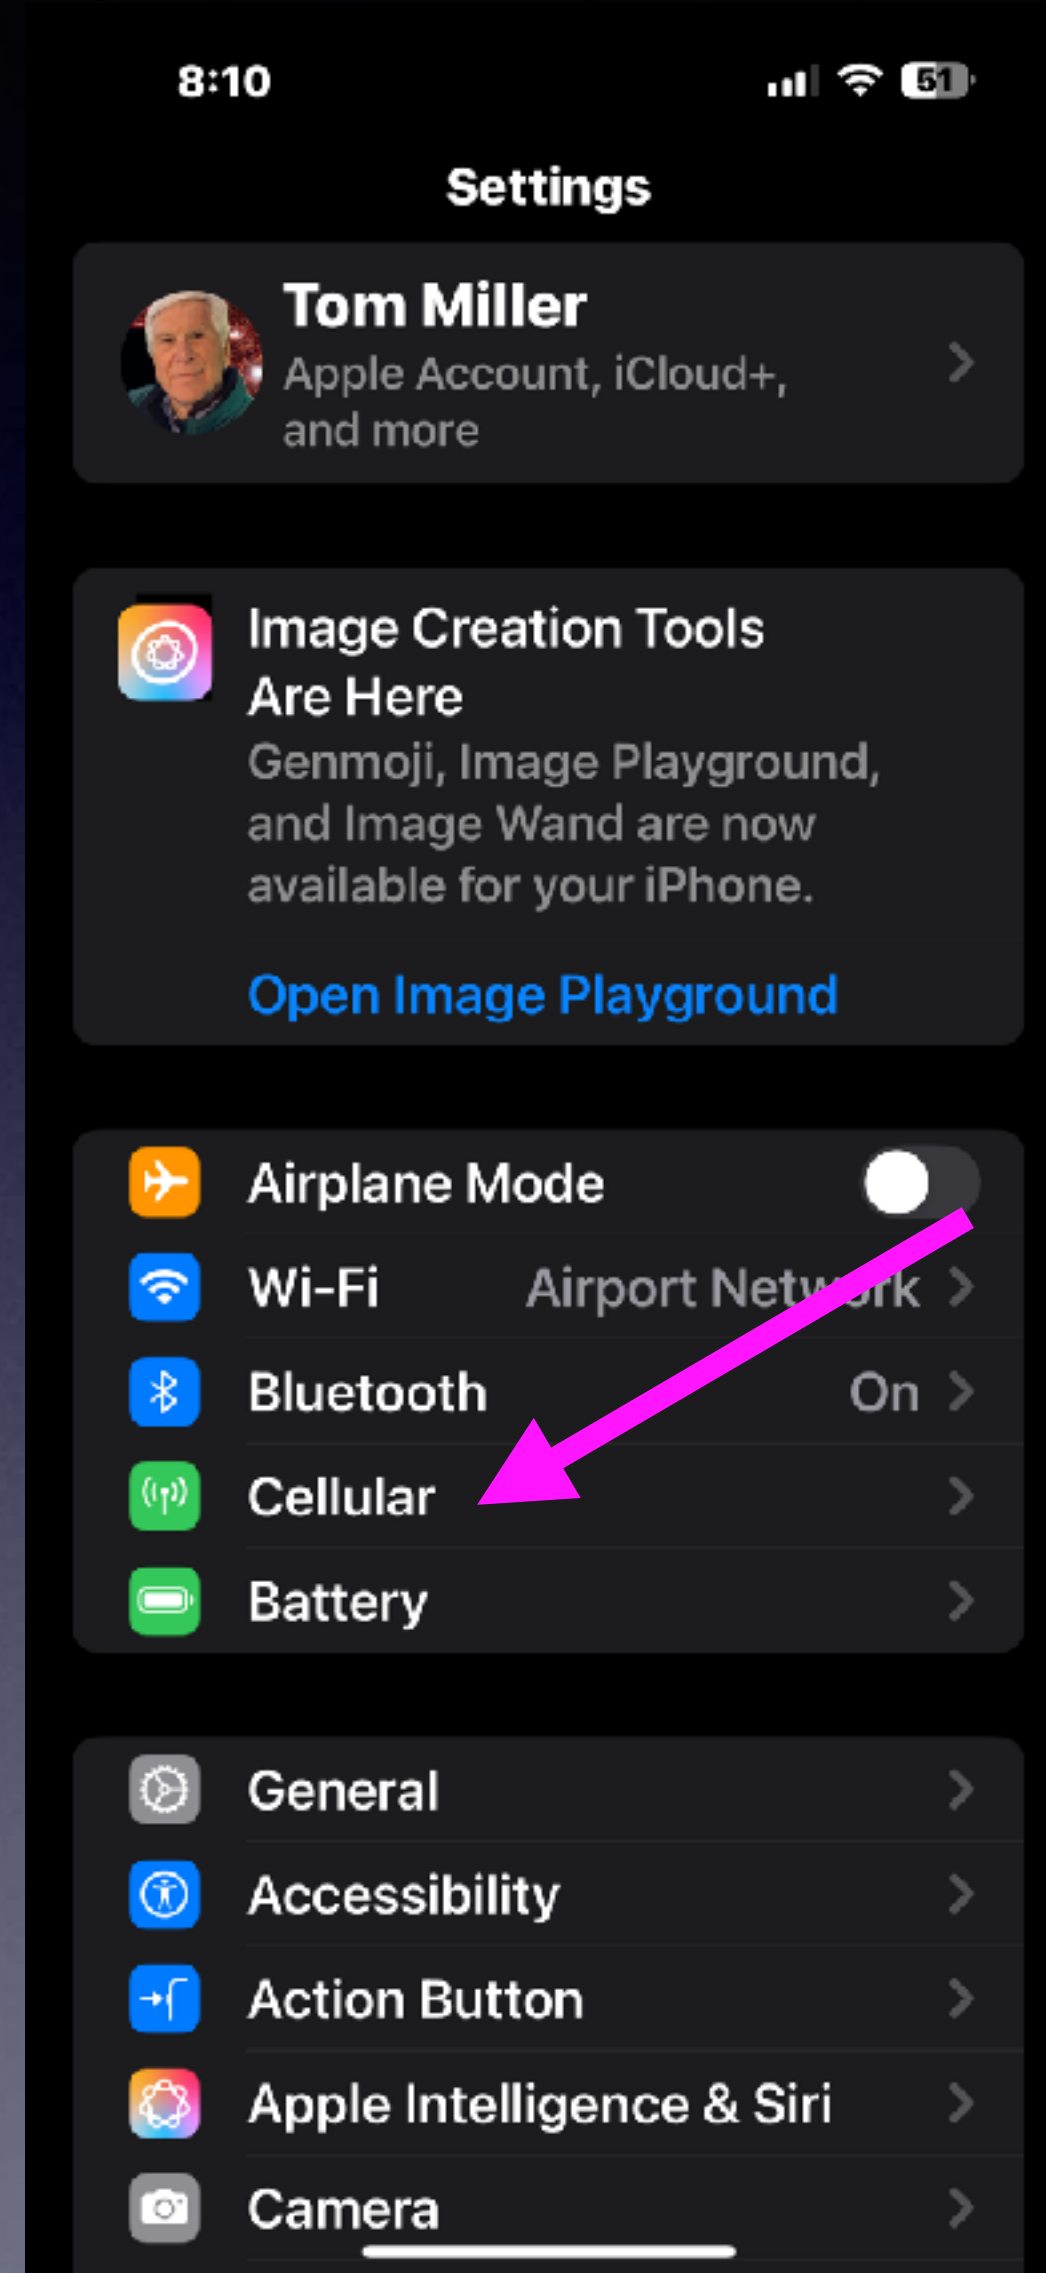 8:10 51
Settings
Tom Miller
Apple Account, iCloud+,
and more
Image Creation Tools
Are Here
Genmoji, Image Playground,
and Image Wand are now
available for your iPhone.
Open Image Playground
Airplane Mode
Wi-Fi Airport Network
Bluetooth On
Cellular
Battery
General
Accessibility
Action Button
Apple Intelligence & Siri
Camera